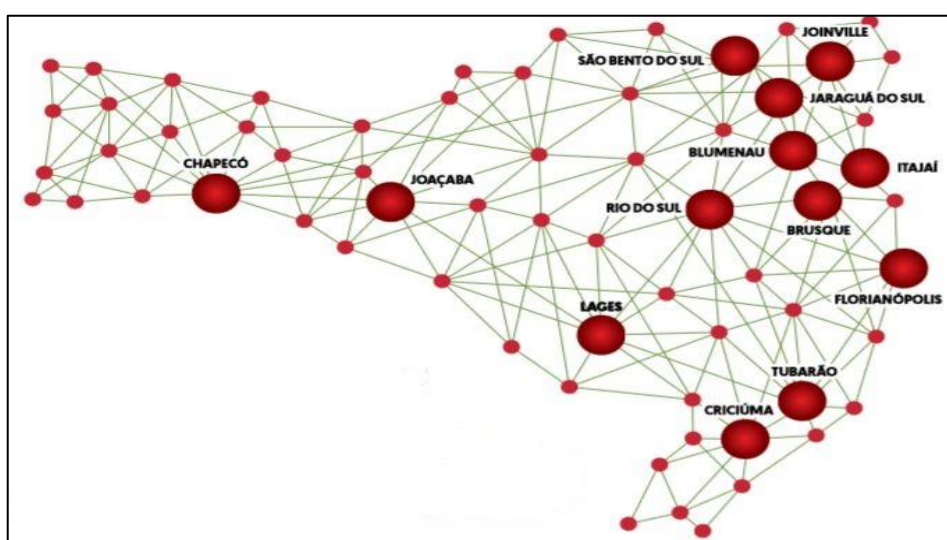 JOINVILLE
SÃO BENTO DO SUL
JARAGUÁ DO SUL
BLUMENAU
ITAJAÍ
CHAPECÓ
JOAÇABA
RIO DO SUL
BRUSQUE
FLORIANÓPOLIS
LAGES
TUBARÃO
CRICIÚMA